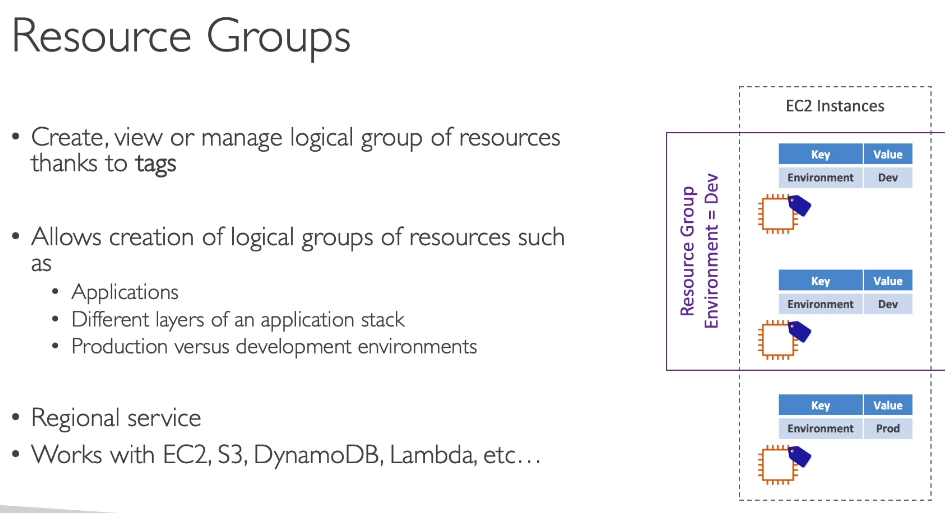 Resource Groups
• Create, view or manage logical group of resources
thanks to tags
• Allows creation of logical groups of resources such
as
• Applications
• Different layers of an application stack
• Production versus development environments
• Regional service
• Works with EC2, S3, DynamoDB, Lambda, etc…
Resource Group
Environment = Dev
EC2 Instances
Key Value
Environment Dev
Key Value
Environment Dev
Key Value
Environment Prod